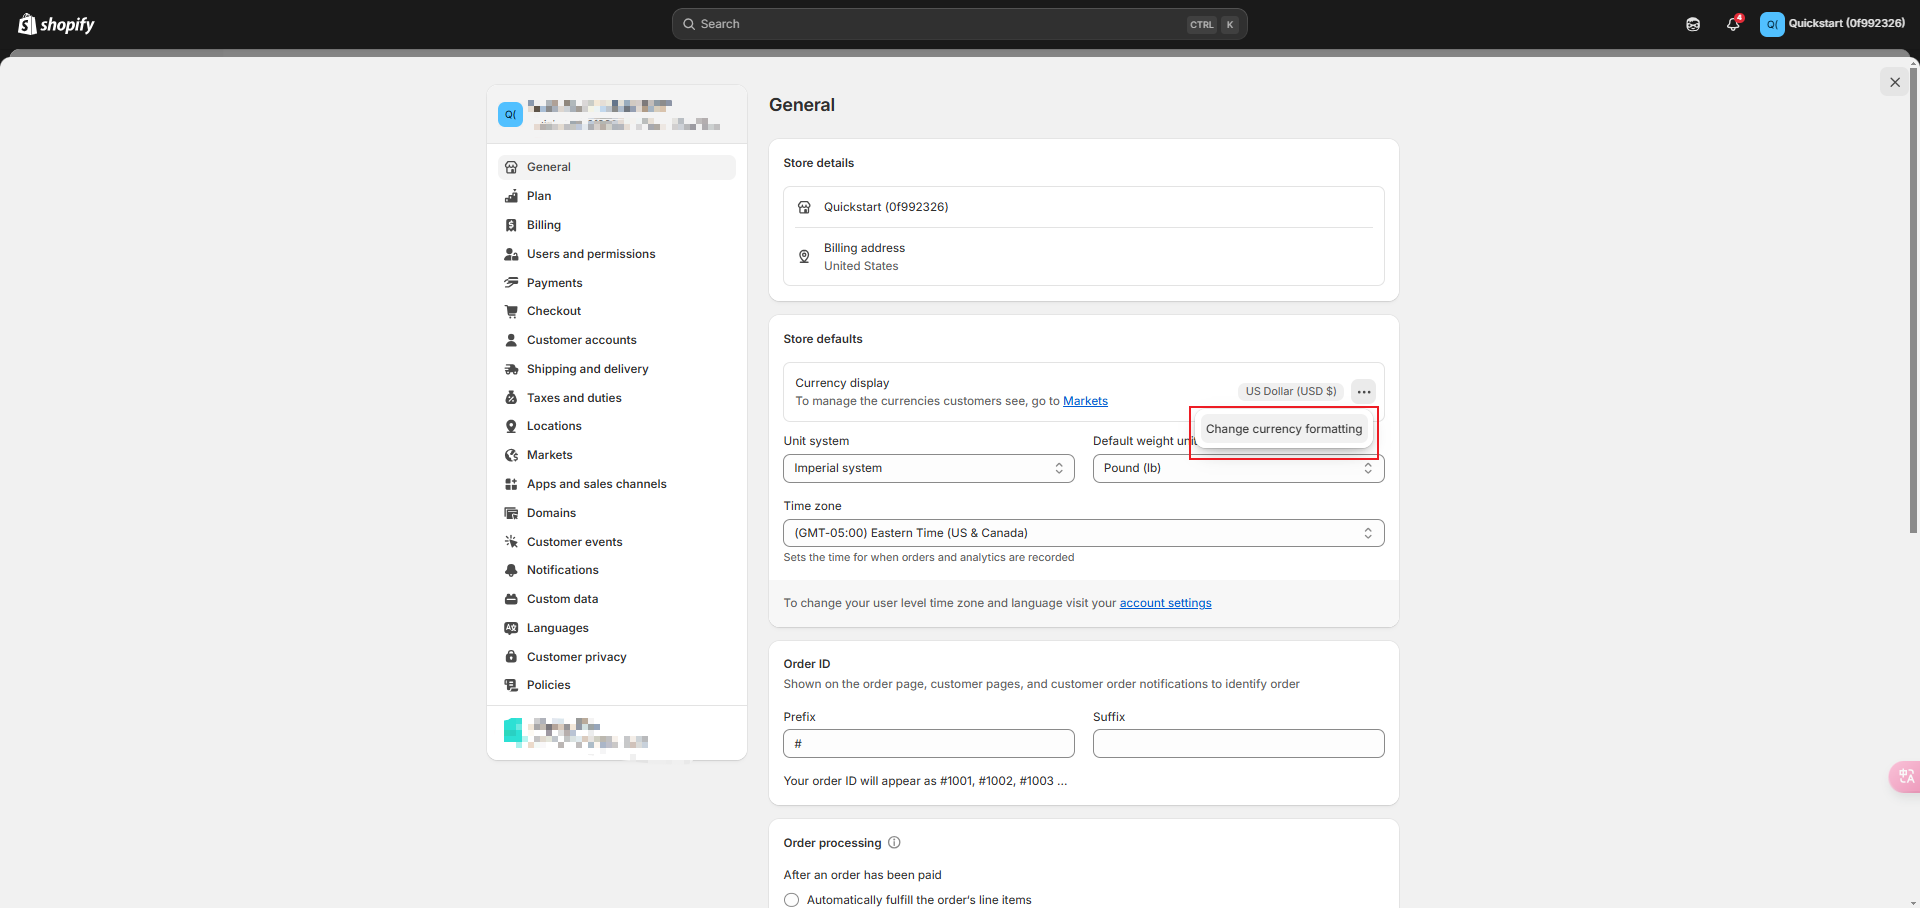 shopify
Search
CTRL K
4
Q( Quickstart (0f992326)
Q(
General
Plan
Billing
Users and permissions
Payments
Checkout
Customer accounts
Shipping and delivery
Taxes and duties
Locations
Markets
Apps and sales channels
Domains
Customer events
Notifications
Custom data
Languages
Customer privacy
Policies
General
Store details
Quickstart (0f992326)
Billing address
United States
Store defaults
Currency display
To manage the currencies customers see, go to Markets
US Dollar (USD $)
Change currency formatting
Unit system
Imperial system
Default weight uni
Pound (lb)
Time zone
(GMT-05:00) Eastern Time (US & Canada)
Sets the time for when orders and analytics are recorded
To change your user level time zone and language visit your account settings
Order ID
Shown on the order page, customer pages, and customer order notifications to identify order
Prefix
#
Suffix
Your order ID will appear as #1001, #1002, #1003 ...
Order processing
After an order has been paid
Automatically fulfill the order's line items